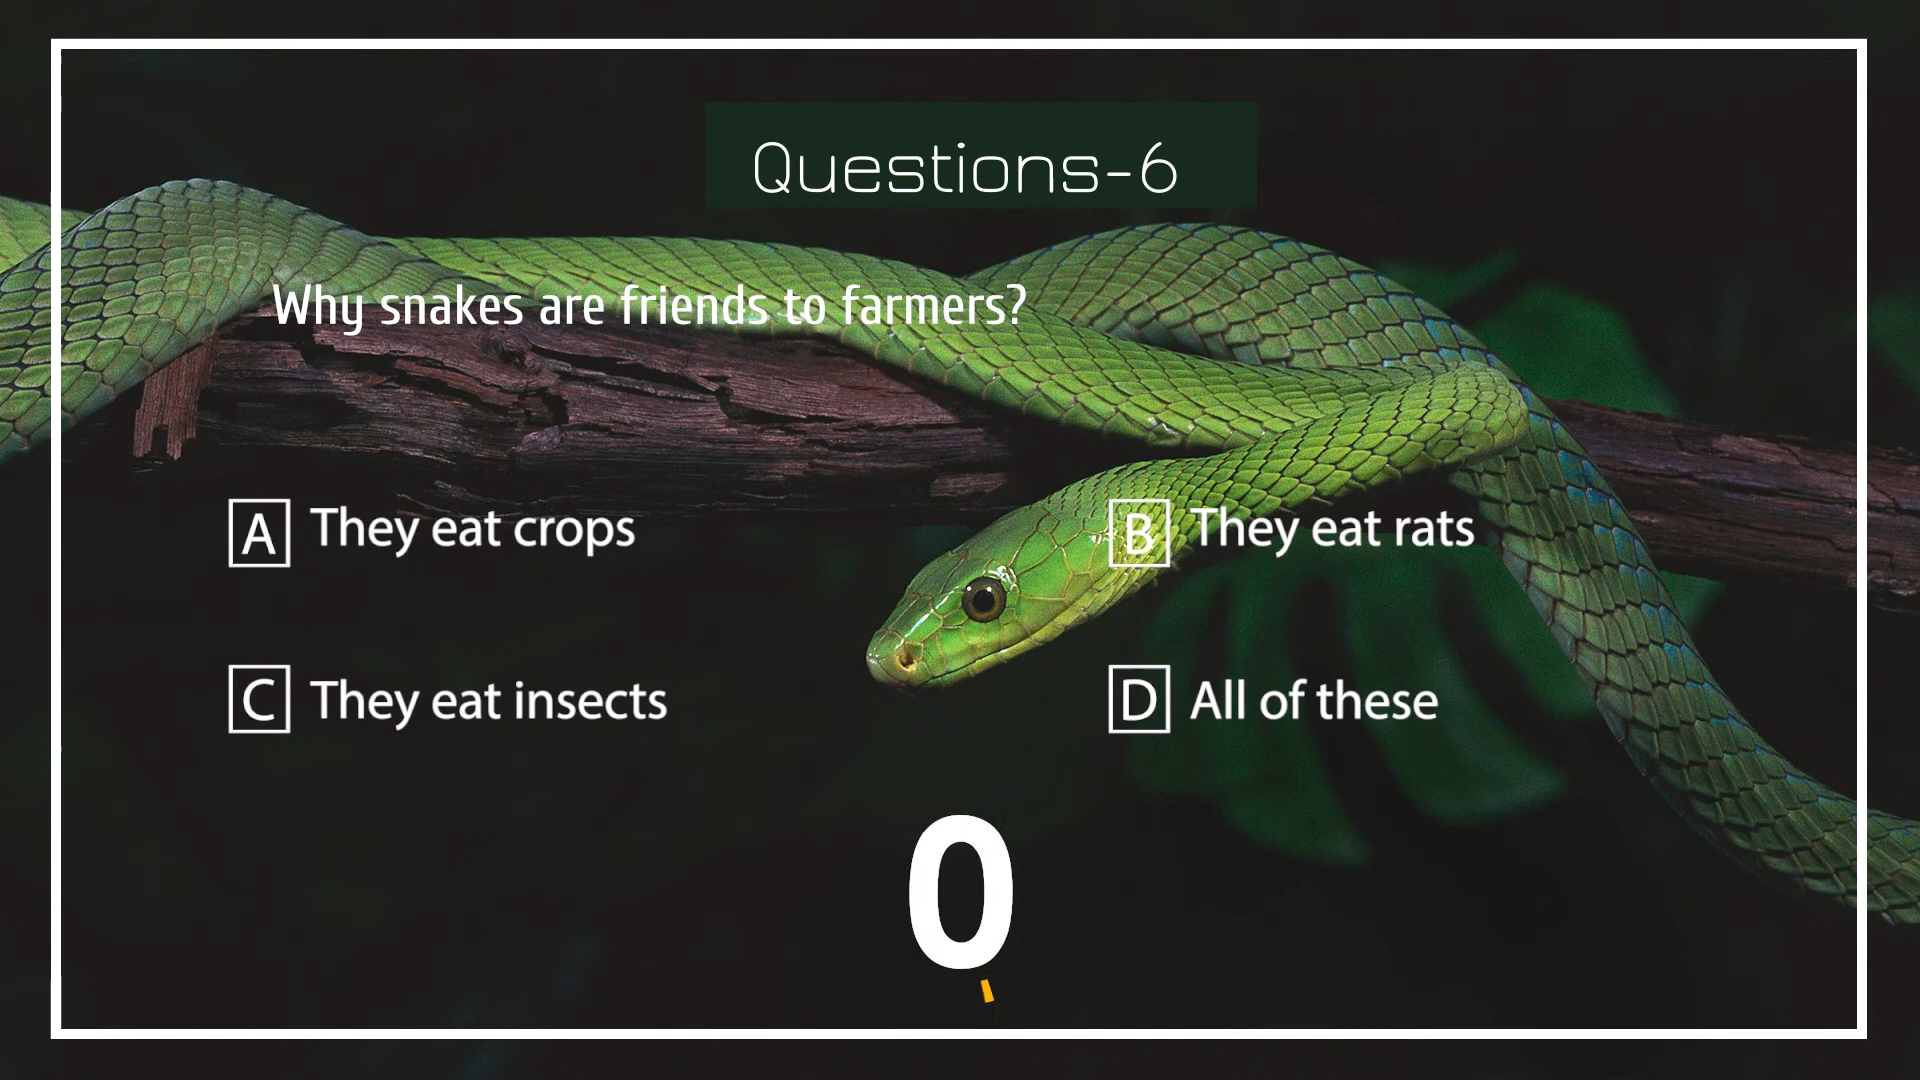 Questions-6
Why snakes are friends to farmers?
A They eat crops
B They eat rats
C They eat insects
D All of these
0